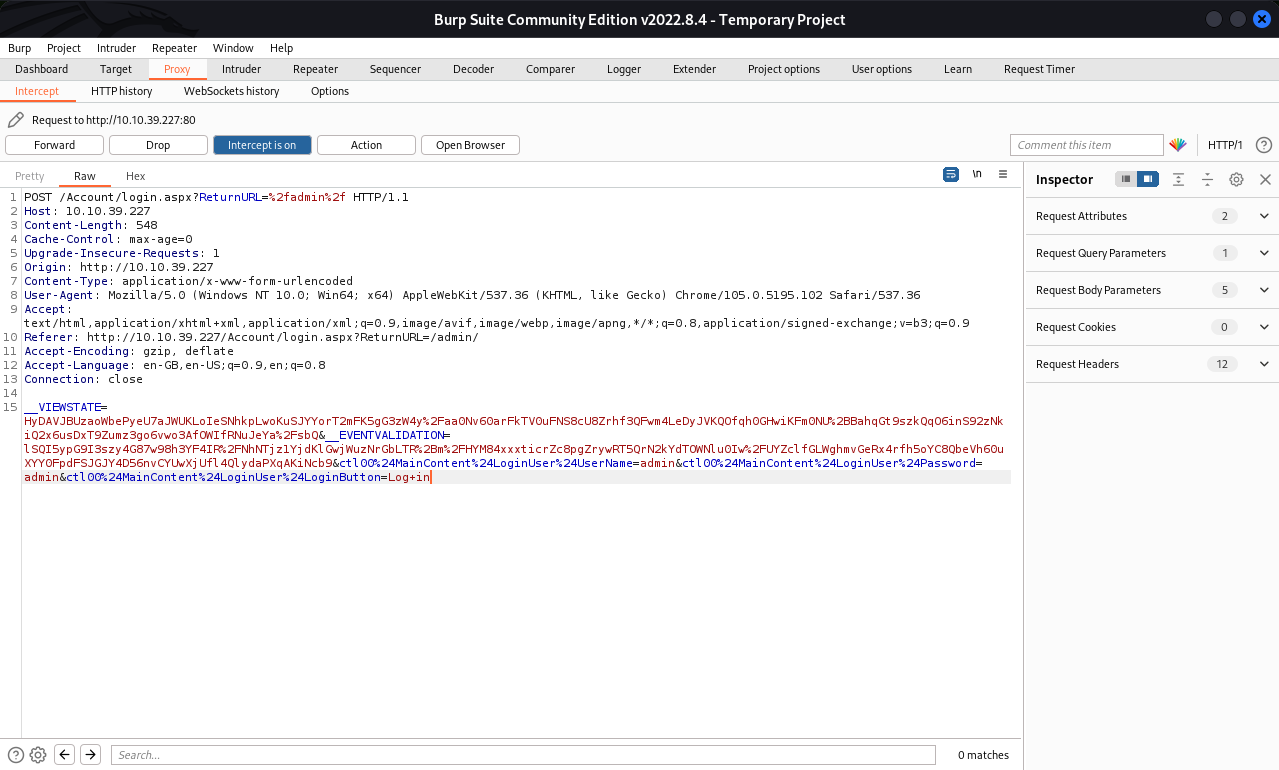 Burp Suite Community Edition v2022.8.4 - Temporary Project
Burp Project Intruder Repeater Window Help
Dashboard Target Proxy Intruder Repeater Sequencer Decoder Comparer Logger Extender Project options User options Learn Request Timer
Intercept HTTP history WebSockets history Options
Request to http://10.10.39.227:80
Forward Drop Intercept is on Action Open Browser Comment this item HTTP/1 ?
Pretty Raw Hex \n
Inspector
1 POST /Account/login.aspx?ReturnURL=%2fadmin%2f HTTP/1.1
2 Host: 10.10.39.227
3 Content-Length: 548
4 Cache-Control: max-age=0
5 Upgrade-Insecure-Requests: 1
6 Origin: http://10.10.39.227
7 Content-Type: application/x-www-form-urlencoded
8 User-Agent: Mozilla/5.0 (Windows NT 10.0; Win64; x64) AppleWebKit/537.36 (KHTML, like Gecko) Chrome/105.0.5195.102 Safari/537.36
9 Accept:
text/html,application/xhtml+xml,application/xml;q=0.9,image/avif,image/webp,image/apng,*/*;q=0.8,application/signed-exchange;v=b3;q=0.9
10 Referer: http://10.10.39.227/Account/login.aspx?ReturnURL=/admin/
11 Accept-Encoding: gzip, deflate
12 Accept-Language: en-GB,en-US;q=0.9,en;q=0.8
13 Connection: close
14
15 __VIEWSTATE=
HyDAVJBUzaoWbePyeU7aJWUKLoIeSNhkpLwoKuSJYYorT2mFK5gG3zW4y%2Faa0Nv60arFkTV0uFNS8cU8Zrhf3QFwm4LeDyJVKQOfqh0GHwiKFm0NU%2BBahqGt9szkQqO6inS92zNk
iQ2x6usDxT9Zumz3go6vwo3AfOWIfRNuJeYa%2FsbQ&__EVENTVALIDATION=
lSQI5ypG9I3szy4G87w98h3YF4IR%2FNhNTjz1YjdKlGwjWuzNrGbLTR%2Bm%2FHYM84xxxticrZc8pgZrywRT5QrN2kYdTOWNlu0Iw%2FUYZclfGLWghmvGeRx4rfh5oYC8QbeVh60u
XYY0FpdFSJGJY4D56nvCYUwXjUfl4QlydaPXqAKiNcb9&ctl00%24MainContent%24LoginUser%24UserName=admin&ctl00%24MainContent%24LoginUser%24Password=
admin&ctl00%24MainContent%24LoginUser%24LoginButton=Log+in
Request Attributes 2
Request Query Parameters 1
Request Body Parameters 5
Request Cookies 0
Request Headers 12
? Search... 0 matches